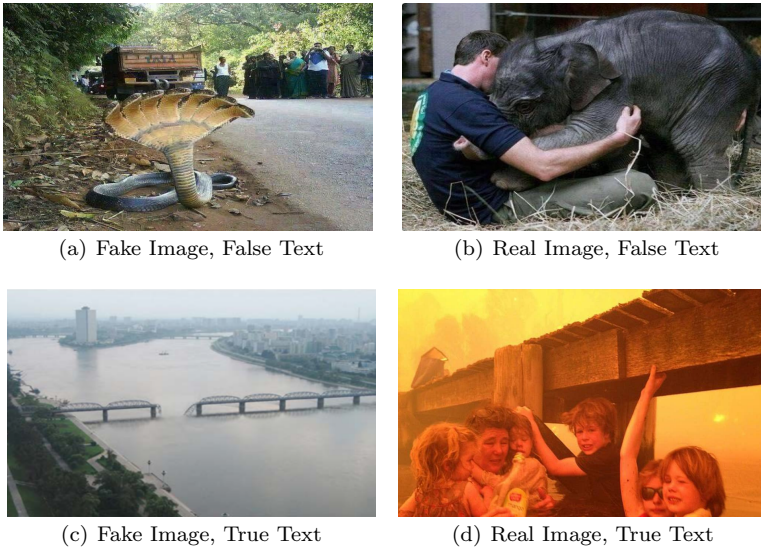 (a) Fake Image, False Text
(b) Real Image, False Text
(c) Fake Image, True Text
(d) Real Image, True Text